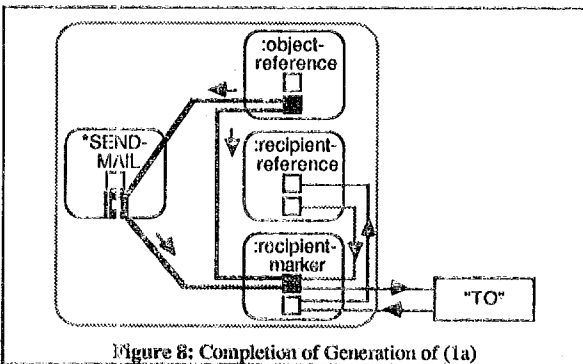 :object-
reference
*SEND-
MAIL
:recipient-
reference
:recipient-
marker
"TO"
Figure 8: Completion of Generation of (1a)